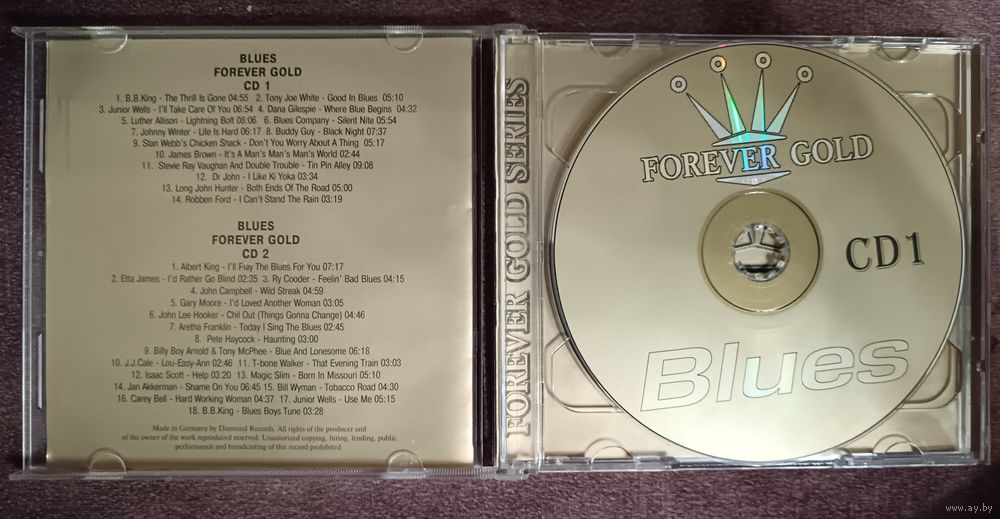 BLUES
FOREVER GOLD
CD 1
1. B.B.King - The Thrill Is Gone 04:55 2. Tony Joe White - Good In Blues 05:10
3. Junior Wells - I'll Take Care Of You 06:54 4. Dana Gilespie - Where Blue Begins 04:32
5. Luther Allison - Lightning Bolt 08:06 6. Blues Company - Silent Nite 05:54
7. Johnny Winter - Life Is Hard 06:17 8. Buddy Guy - Black Night 07:37
9. Stan Webb's Chicken Shack - Don't You Worry About A Thing 05:17
10. James Brown - It's A Man's Man's Man's World 02:44
11. Stevie Ray Vaughan And Double Trouble - Tin Pin Alley 09:08
12. Dr John - I Like Ki Yoka 03:34
13. Long John Hunter - Both Ends Of The Road 05:00
14. Robben Ford - I Can't Stand The Rain 03:19
BLUES
FOREVER GOLD
CD 2
1. Albert King - I'll Flay The Blues For You 07:17
2. Etta James - I'd Rather Go Blind 02:35 3. Ry Cooder - Feelin' Bad Blues 04:15
4. John Campbell - Wild Streak 04:59
5. Gary Moore - I'd Loved Another Woman 03:05
6. John Lee Hooker - Chil Out (Things Gonna Change) 04:46
7. Aretha Franklin - Today I Sing The Blues 02:45
8. Pete Haycock - Haunting 03:00
9. Billy Boy Arnold & Tony McPhee - Blue And Lonesome 06:18
10. J.J.Cale - Lou-Easy-Ann 02:46 11. T-bone Walker - That Evening Train 03:03
12. Isaac Scott - Help 03:20 13. Magic Slim - Born In Missouri 05:10
14. Jan Akkerman - Shame On You 06:45 15. Bill Wyman - Tobacco Road 04:30
16. Carey Bell - Hard Working Woman 04:37 17. Junior Wells - Use Me 05:15
18. B.B.King - Blues Boys Tune 03:28
Made in Germany by Diamond Records. All rights of the producer and
of the owner of the work reproduced reserved. Unautorized copying, hiring, lending, public
performance and broadcasting of this record prohibited.
FOREVER GOLD SERIES
FOREVER GOLD
CD 1
Blues
www.ay.by